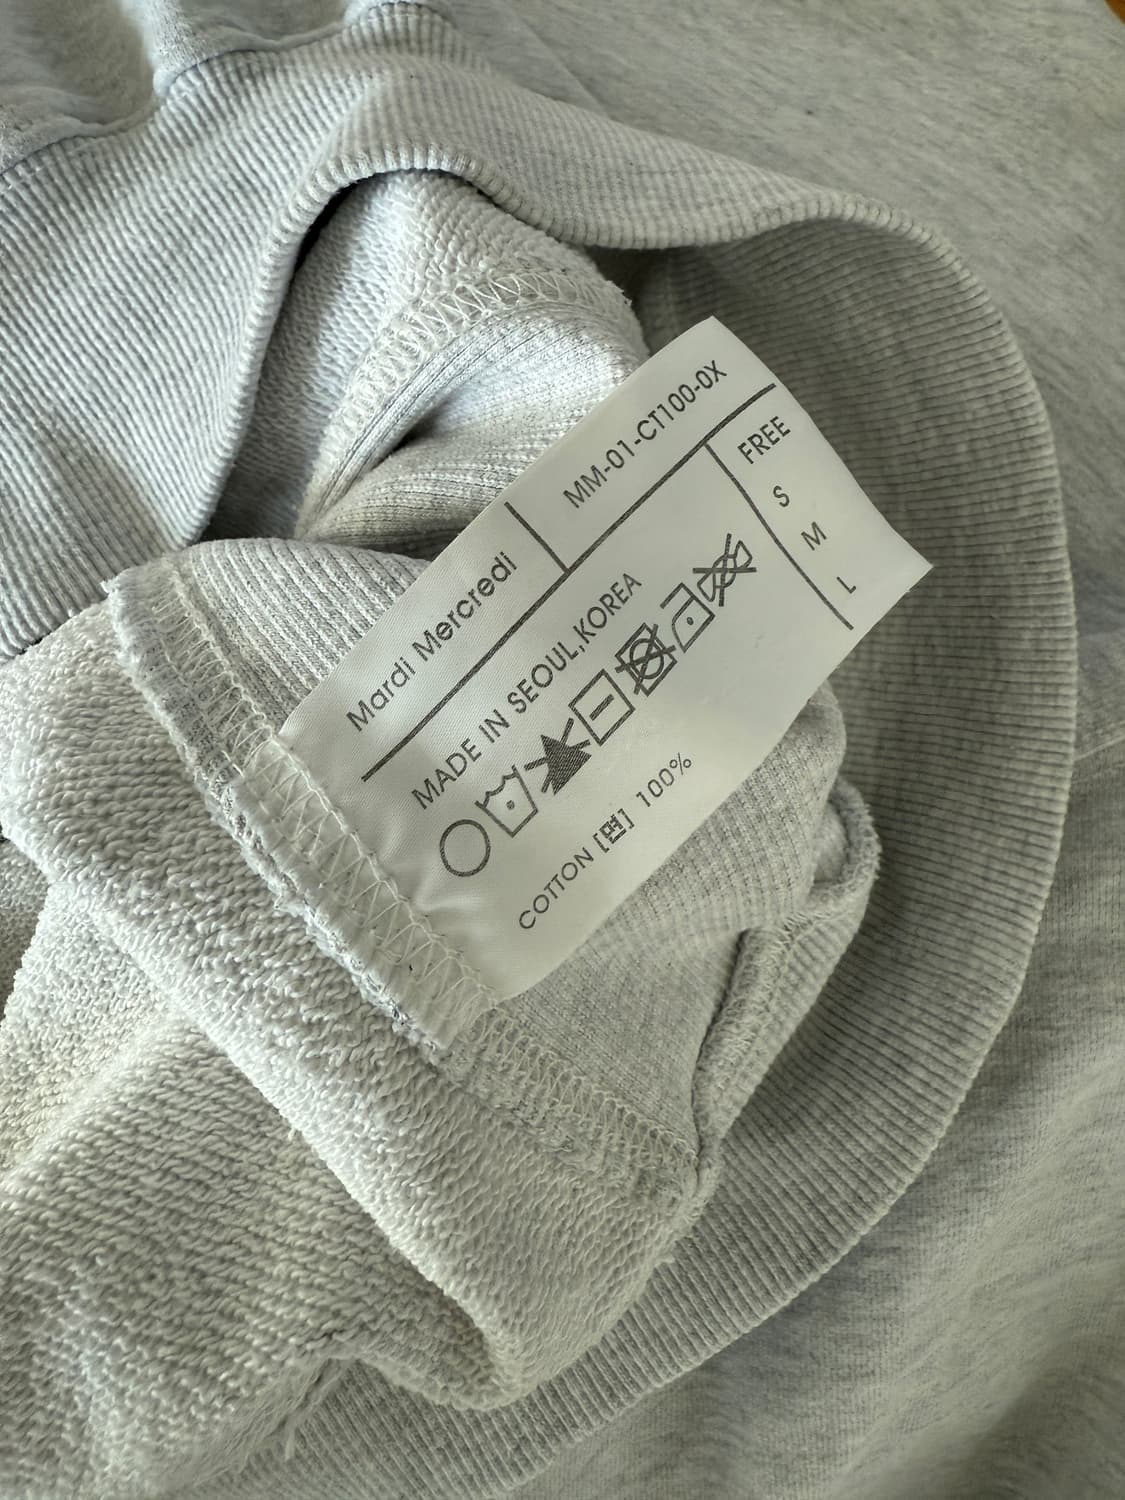 Mardi Mercredi
MM-01-CT100-0X
MADE IN SEOUL,KOREA
COTTON [면] 100%
FREE
S
M
L